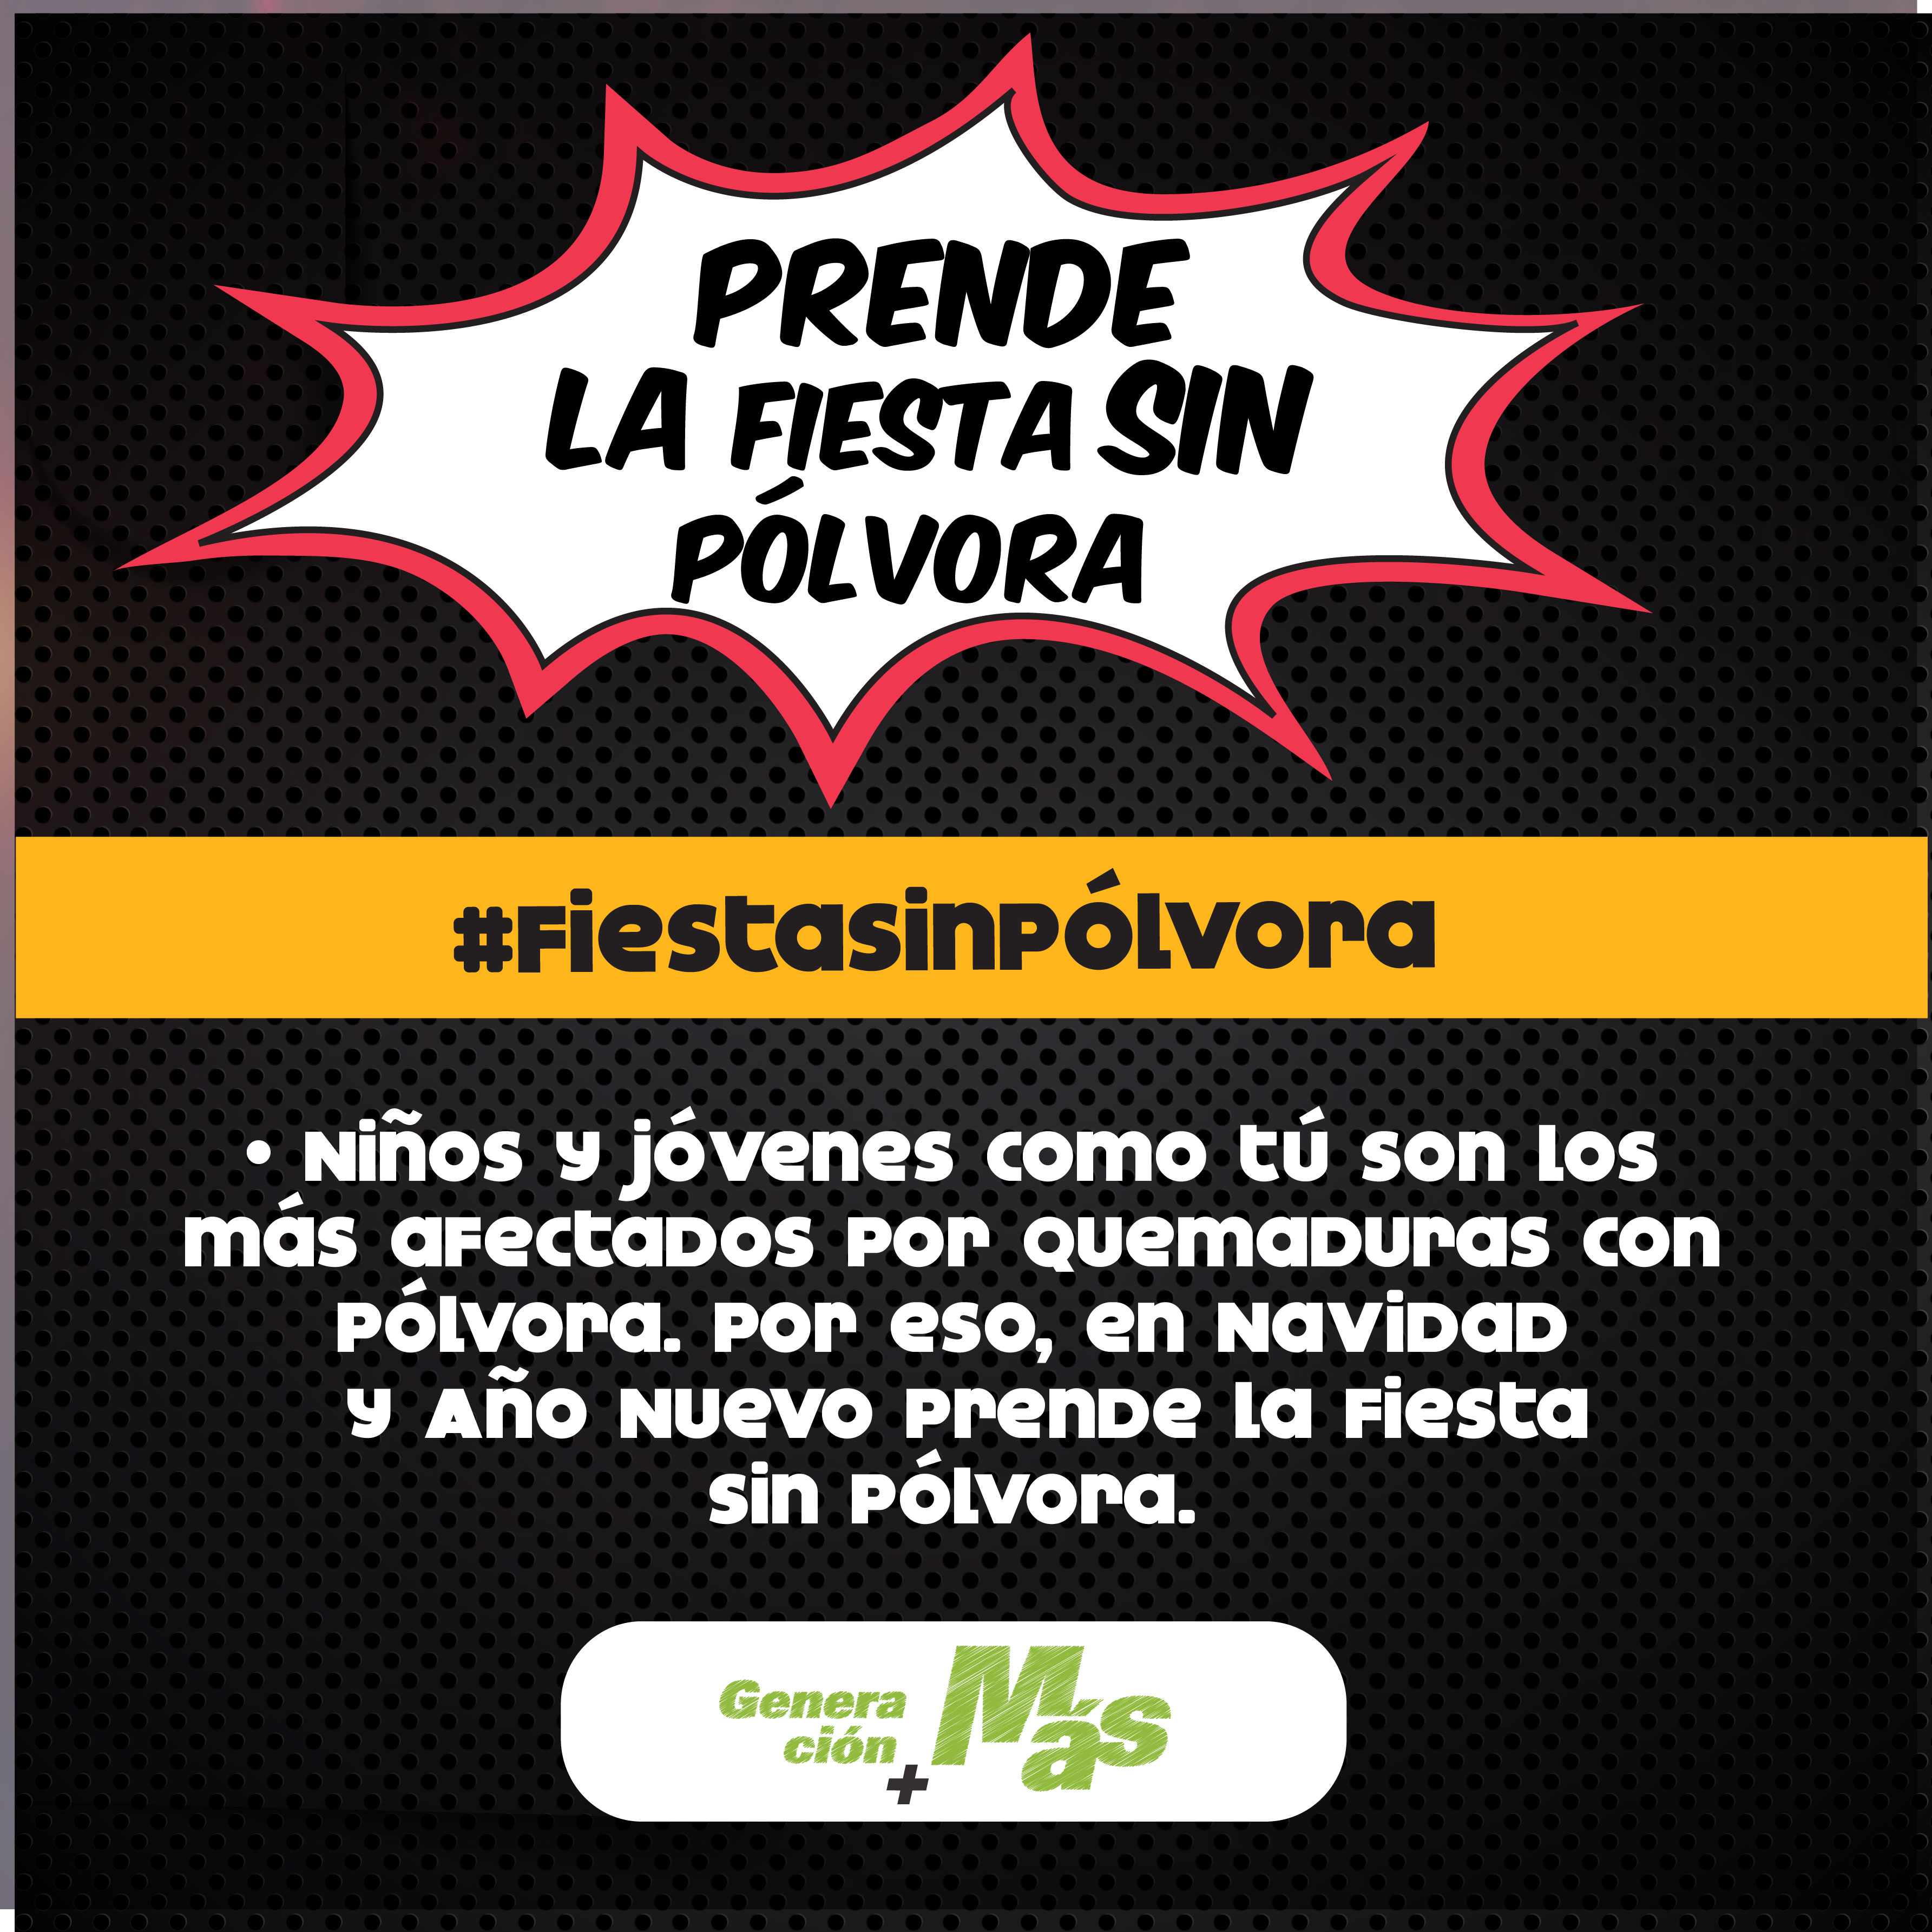 PRENDE
LA FIESTA SIN
PÓLVORA
#FiestasinPólvora
• Niños y jóvenes como tú son los
más afectados por quemaduras con
pólvora. Por eso, en Navidad
y Año Nuevo prende la fiesta
sin pólvora.
Genera
ción
+
Más